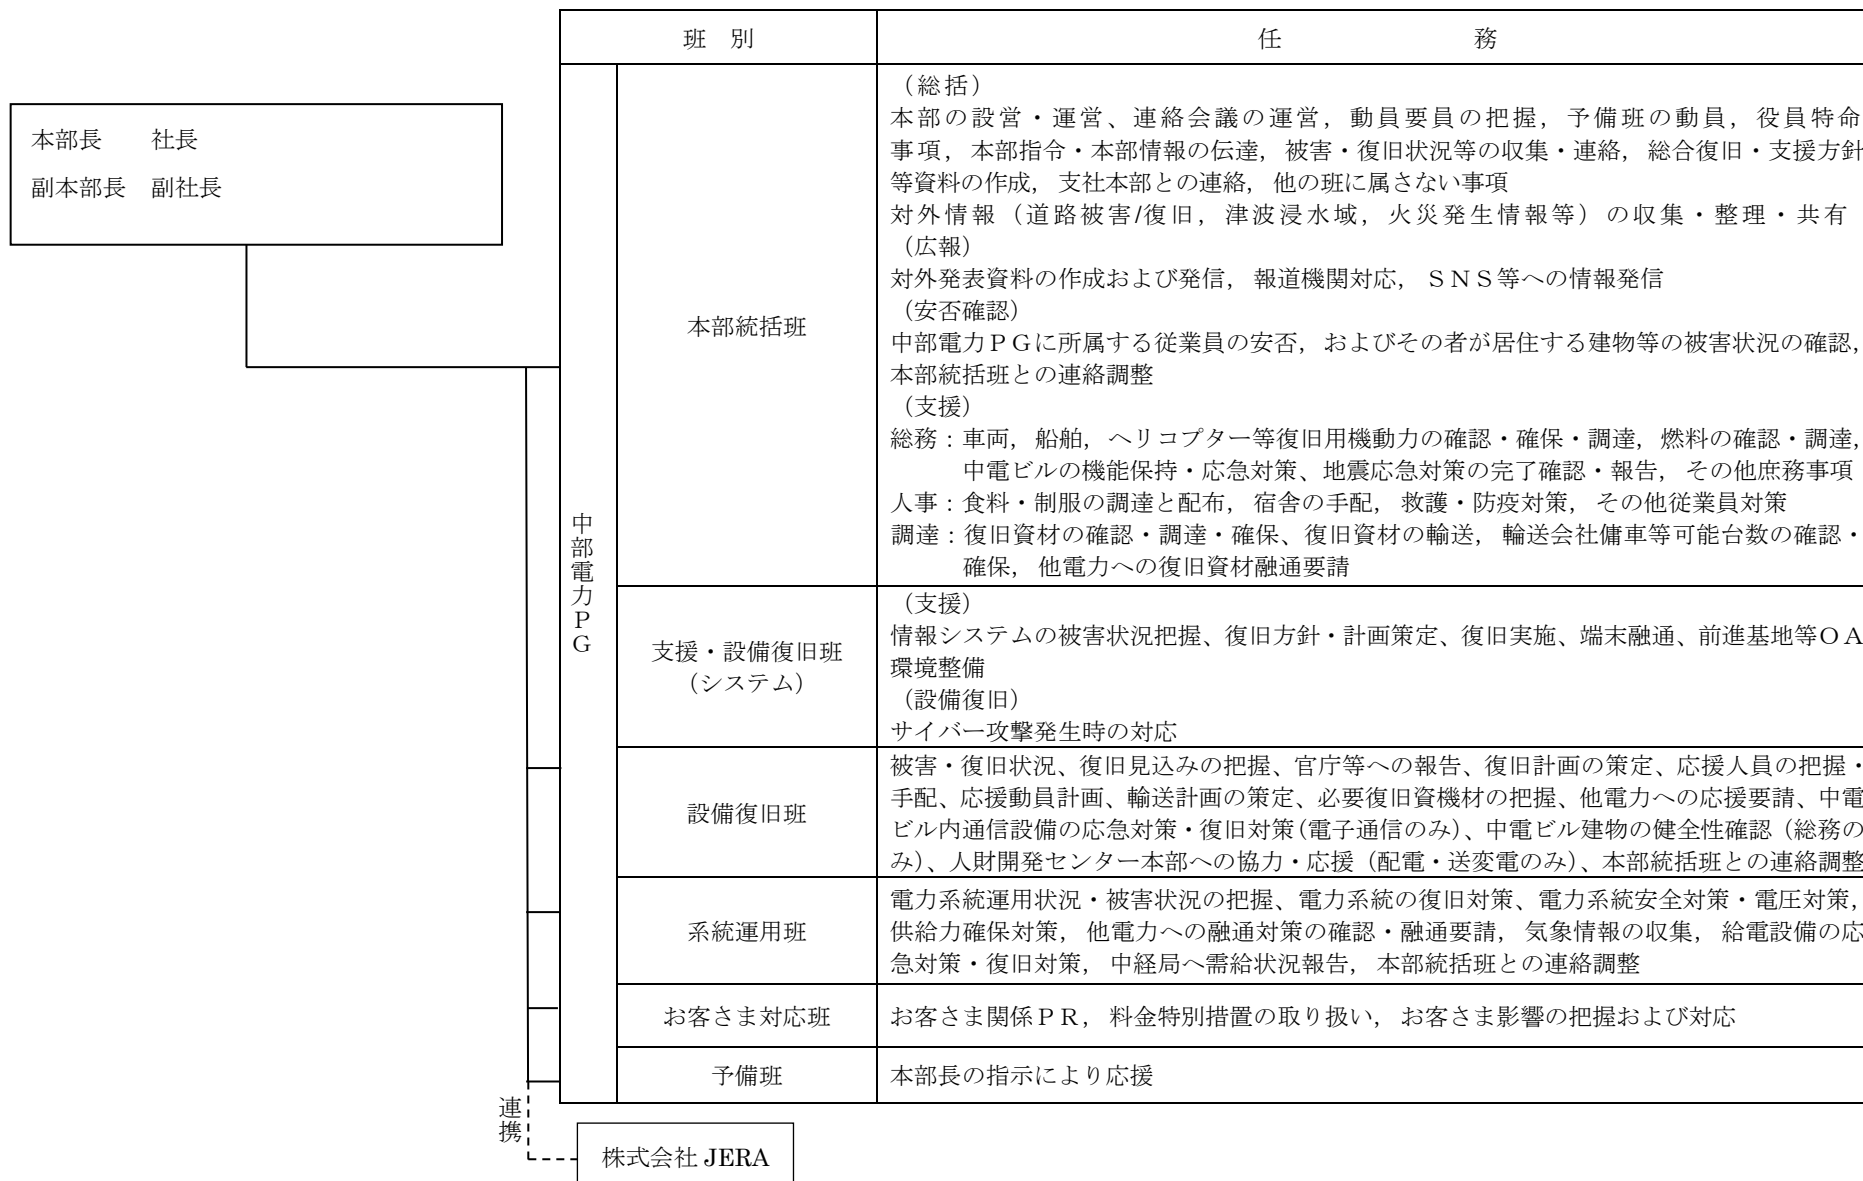 班 別
任 務
本部長 社長
副本部長 副社長
中部電力ＰＧ
本部統括班
（総括）
本部の設営・運営、連絡会議の運営，動員要員の把握，予備班の動員，役員特命
事項，本部指令・本部情報の伝達，被害・復旧状況等の収集・連絡，総合復旧・支援方針
等資料の作成，支社本部との連絡，他の班に属さない事項
対外情報（道路被害/復旧，津波浸水域，火災発生情報等）の収集・整理・共有
（広報）
対外発表資料の作成および発信，報道機関対応，ＳＮＳ等への情報発信
（安否確認）
中部電力ＰＧに所属する従業員の安否，およびその者が居住する建物等の被害状況の確認，
本部統括班との連絡調整
（支援）
総務：車両，船舶，ヘリコプター等復旧用機動力の確認・確保・調達，燃料の確認・調達，
中電ビルの機能保持・応急対策、地震応急対策の完了確認・報告，その他庶務事項
人事：食料・制服の調達と配布，宿舎の手配，救護・防疫対策，その他従業員対策
調達：復旧資材の確認・調達・確保、復旧資材の輸送，輸送会社傭車等可能台数の確認・
確保，他電力への復旧資材融通要請
支援・設備復旧班
（システム）
（支援）
情報システムの被害状況把握、復旧方針・計画策定、復旧実施、端末融通、前進基地等ＯＡ
環境整備
（設備復旧）
サイバー攻撃発生時の対応
設備復旧班
被害・復旧状況、復旧見込みの把握、官庁等への報告、復旧計画の策定、応援人員の把握・
手配、応援動員計画、輸送計画の策定、必要復旧資機材の把握、他電力への応援要請、中電
ビル内通信設備の応急対策・復旧対策(電子通信のみ)、中電ビル建物の健全性確認（総務の
み）、人財開発センター本部への協力・応援（配電・送変電のみ）、本部統括班との連絡調整
系統運用班
電力系統運用状況・被害状況の把握、電力系統の復旧対策、電力系統安全対策・電圧対策，
供給力確保対策，他電力への融通対策の確認・融通要請，気象情報の収集，給電設備の応
急対策・復旧対策，中経局へ需給状況報告，本部統括班との連絡調整
お客さま対応班
お客さま関係ＰＲ，料金特別措置の取り扱い，お客さま影響の把握および対応
予備班
本部長の指示により応援
連携
株式会社 JERA